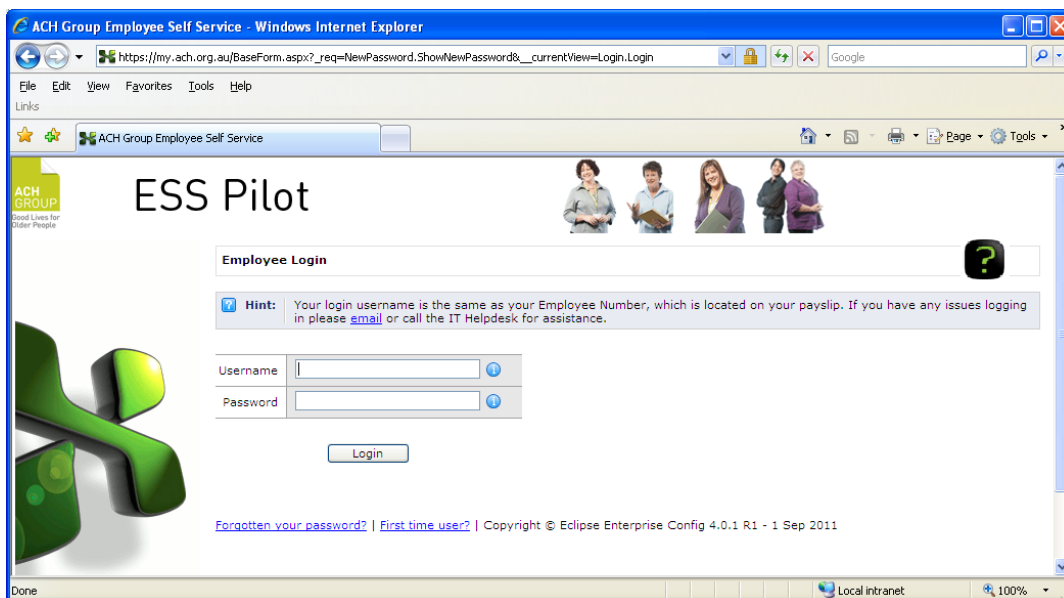 ACH Group Employee Self Service - Windows Internet Explorer
https://my.ach.org.au/BaseForm.aspx?_req=NewPassword.ShowNewPassword&__currentView=Login.Login
Google
File Edit View Favorites Tools Help
Links
ACH Group Employee Self Service
Page Tools »
ACH
GROUP
Good Lives for
Older People
ESS Pilot
Employee Login
?
? Hint: Your login username is the same as your Employee Number, which is located on your payslip. If you have any issues logging
in please email or call the IT Helpdesk for assistance.
Username
Password
Login
Forgotten your password? | First time user? | Copyright © Eclipse Enterprise Config 4.0.1 R1 - 1 Sep 2011
Done Local intranet 100%